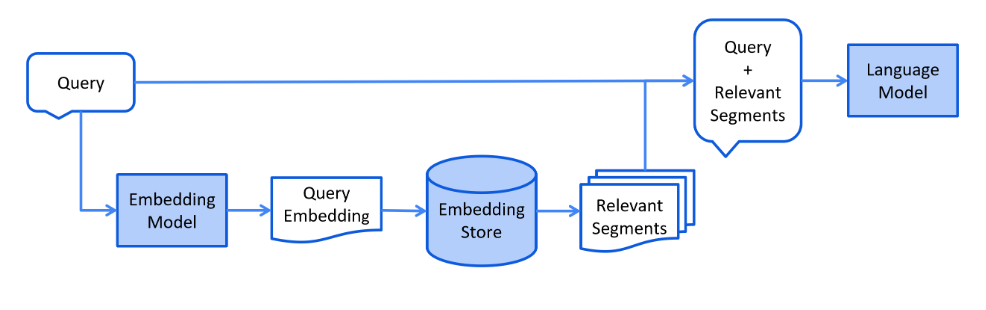 Query
Query
+
Relevant
Segments
Language
Model
Embedding
Model
Query
Embedding
Embedding
Store
Relevant
Segments